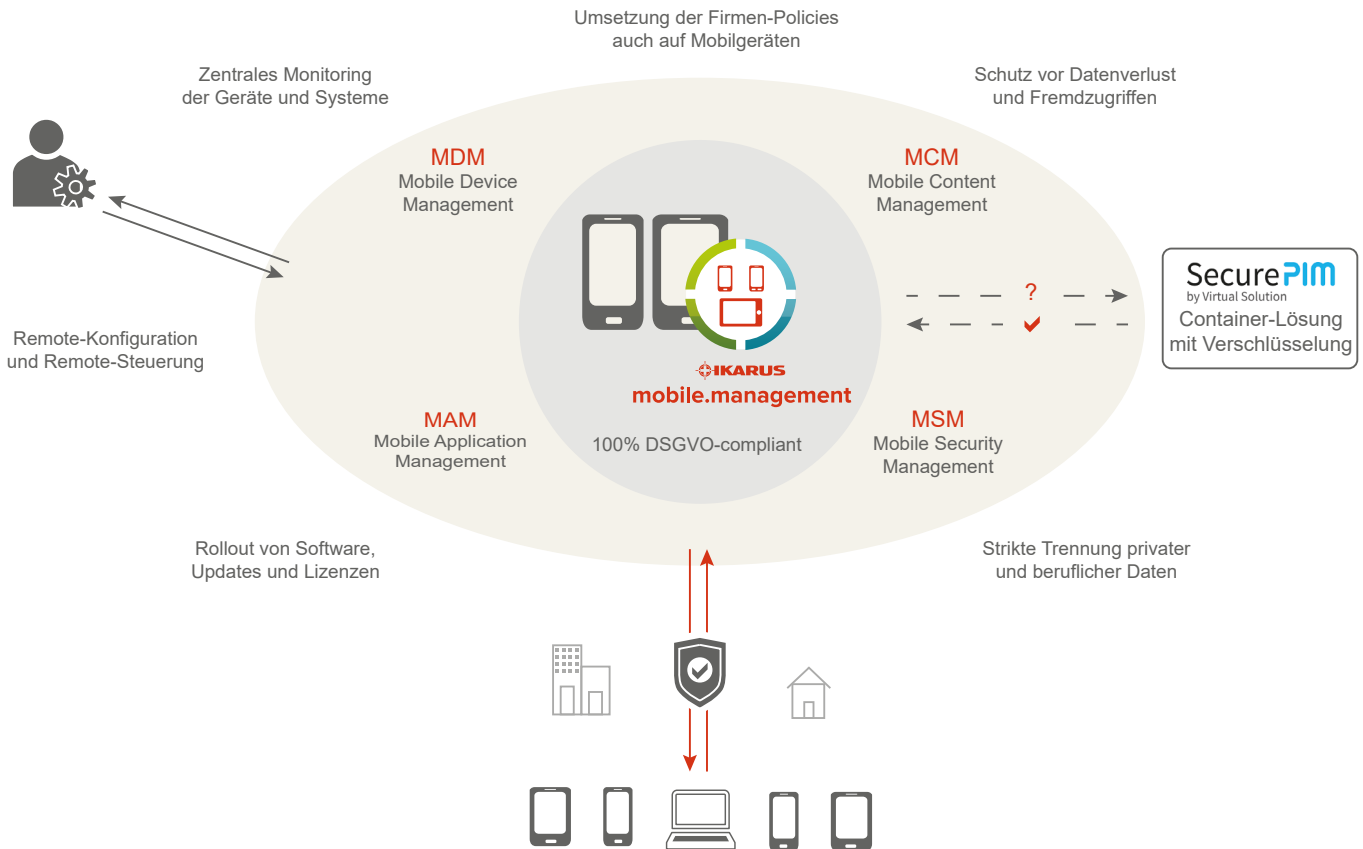 Umsetzung der Firmen-Policies
auch auf Mobilgeräten
Zentrales Monitoring
der Geräte und Systeme
Schutz vor Datenverlust
und Fremdzugriffen
MDM
Mobile Device
Management
MCM
Mobile Content
Management
Remote-Konfiguration
und Remote-Steuerung
?
SecurePIM
by Virtual Solution
Container-Lösung
mit Verschlüsselung
IKARUS
mobile.management
100% DSGVO-compliant
MAM
Mobile Application
Management
MSM
Mobile Security
Management
Rollout von Software,
Updates und Lizenzen
Strikte Trennung privater
und beruflicher Daten